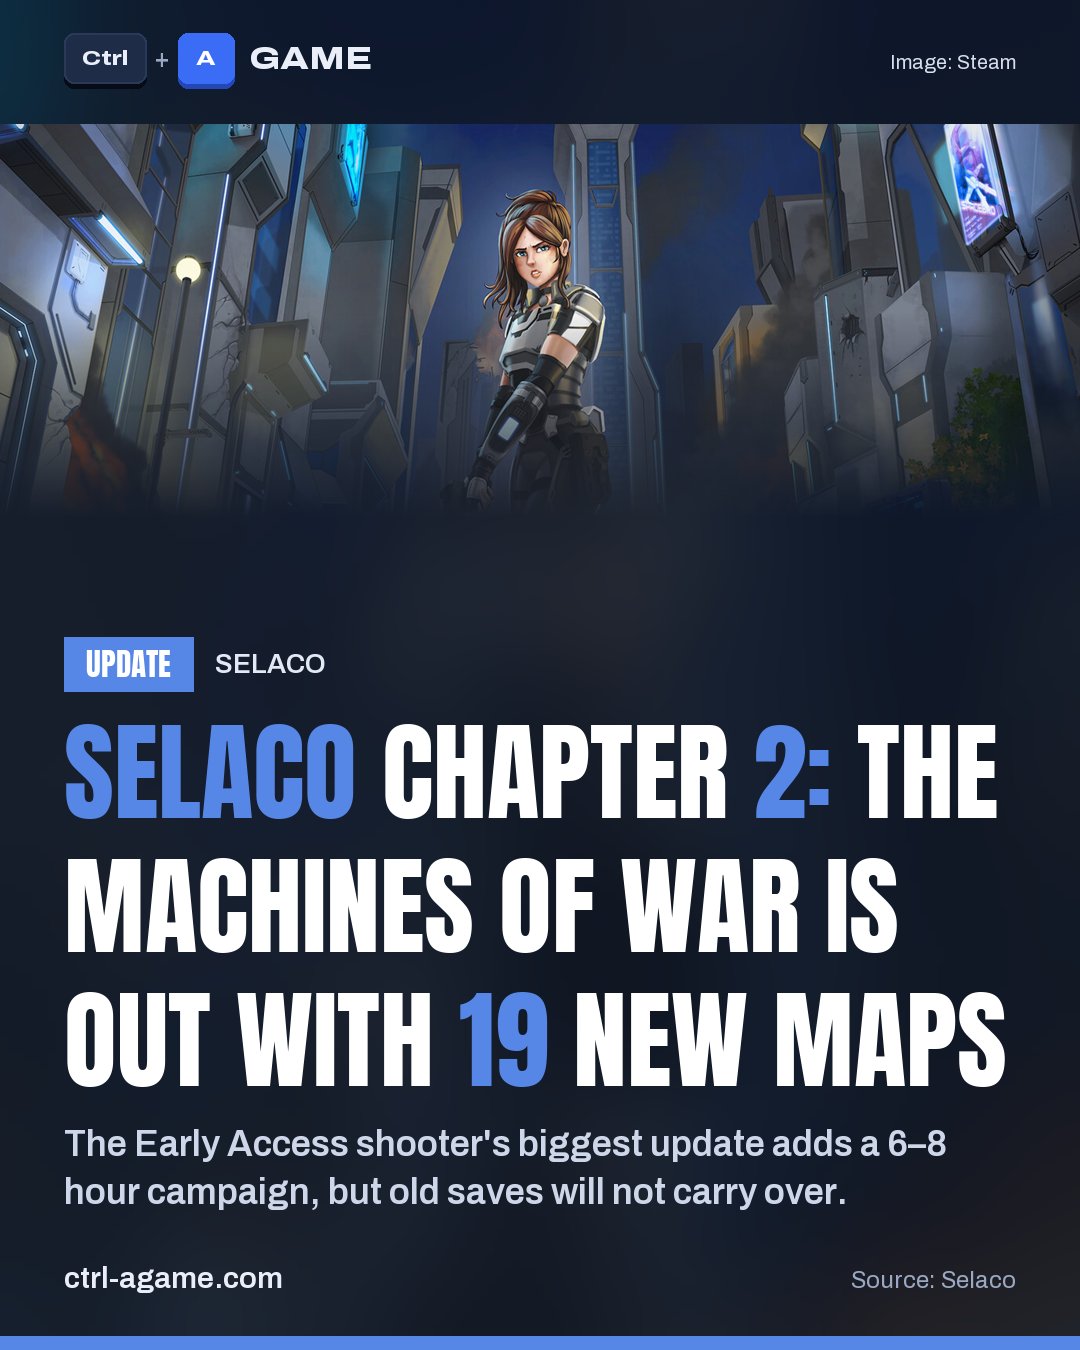 Ctrl + A GAME
Image: Steam
UPDATE SELACO
SELACO CHAPTER 2: THE
MACHINES OF WAR IS
OUT WITH 19 NEW MAPS
The Early Access shooter's biggest update adds a 6–8
hour campaign, but old saves will not carry over.
ctrl-agame.com
Source: Selaco